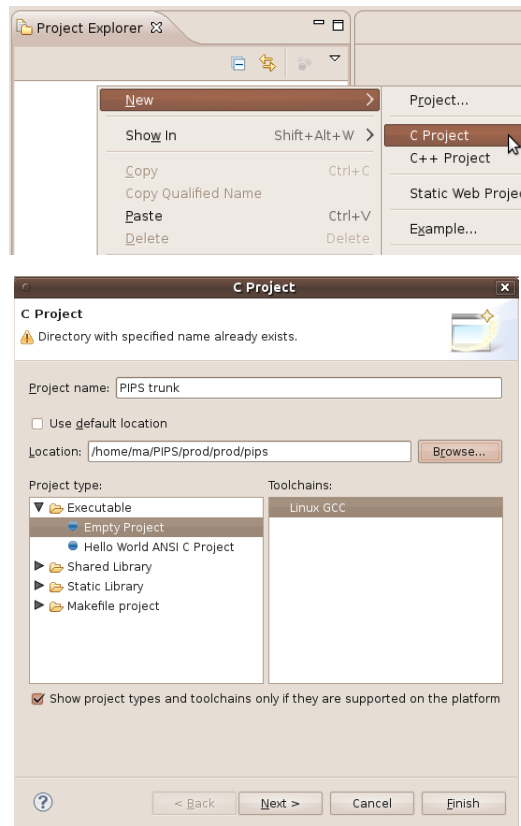 Project Explorer
New
Project...
Show In Shift+Alt+W
C Project
Copy Ctrl+C
C++ Project
Copy Qualified Name
Static Web Projec
Paste Ctrl+V
Example...
Delete Delete
C Project
C Project
Directory with specified name already exists.
Project name: PIPS trunk
Use default location
Location: /home/ma/PIPS/prod/prod/pips Browse...
Project type: Toolchains:
Executable Linux GCC
Empty Project
Hello World ANSI C Project
Shared Library
Static Library
Makefile project
Show project types and toolchains only if they are supported on the platform
? < Back Next > Cancel Finish